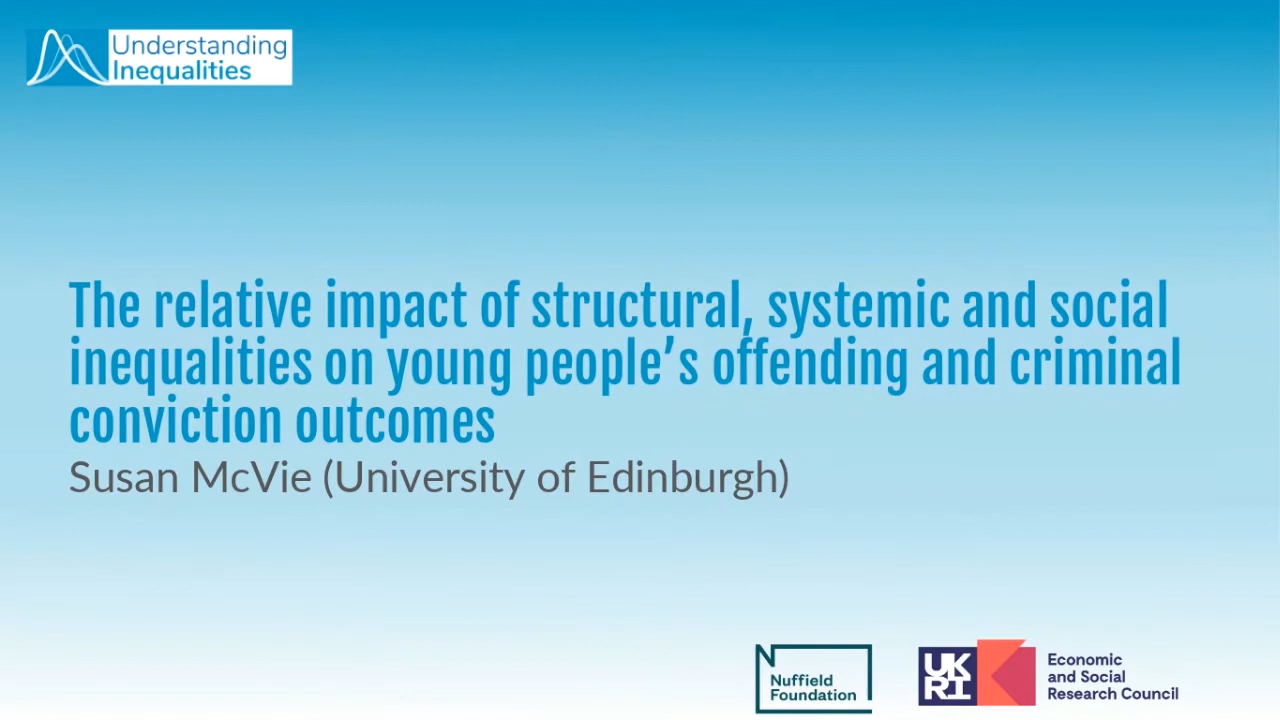 Understanding
Inequalities
The relative impact of structural, systemic and social
inequalities on young people’s offending and criminal
conviction outcomes
Susan McVie (University of Edinburgh)
Nuffield
Foundation
UK
RI
Economic
and Social
Research Council